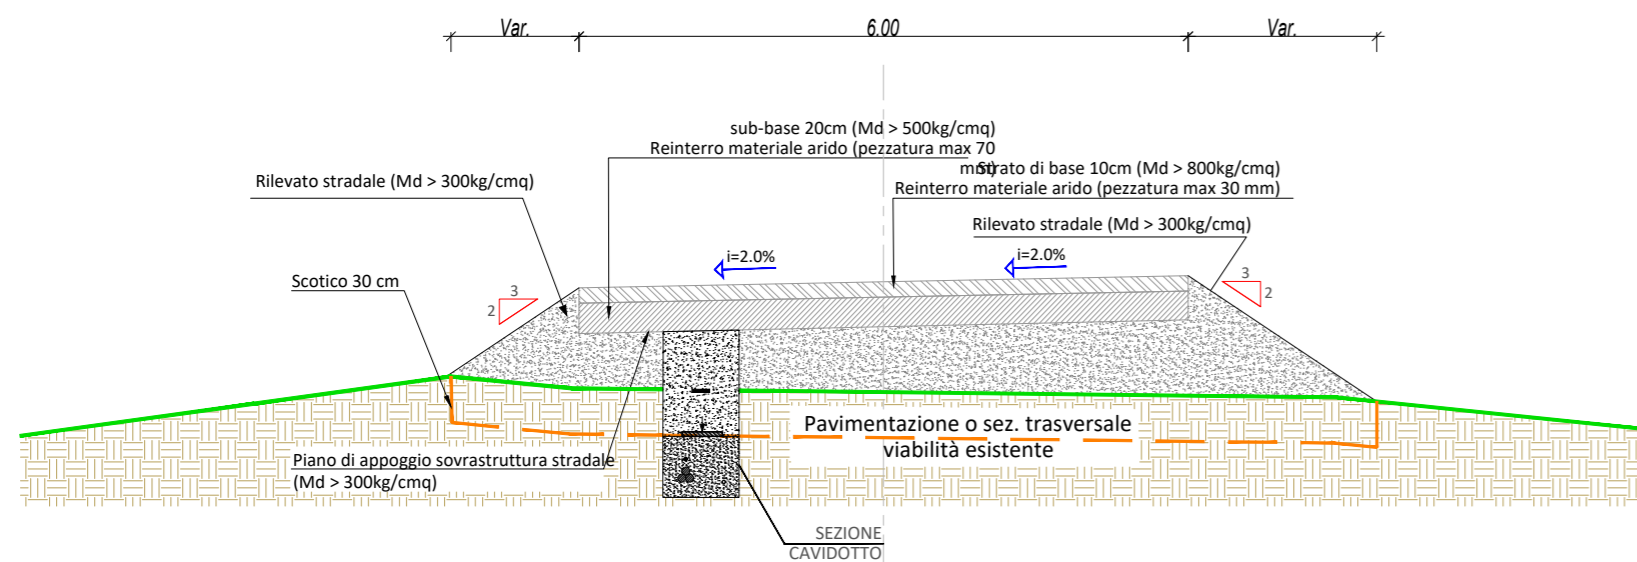 Var.
6.00
Var.
sub-base 20cm (Md > 500kg/cmq)
Reinterro materiale arido (pezzatura max 70
mm)
Strato di base 10cm (Md > 800kg/cmq)
Reinterro materiale arido (pezzatura max 30 mm)
Rilevato stradale (Md > 300kg/cmq)
Rilevato stradale (Md > 300kg/cmq)
i=2.0%
i=2.0%
Scotico 30 cm
3
2
3
2
Pavimentazione o sez. trasversale
viabilità esistente
Piano di appoggio sovrastruttura stradale
(Md > 300kg/cmq)
SEZIONE
CAVIDOTTO